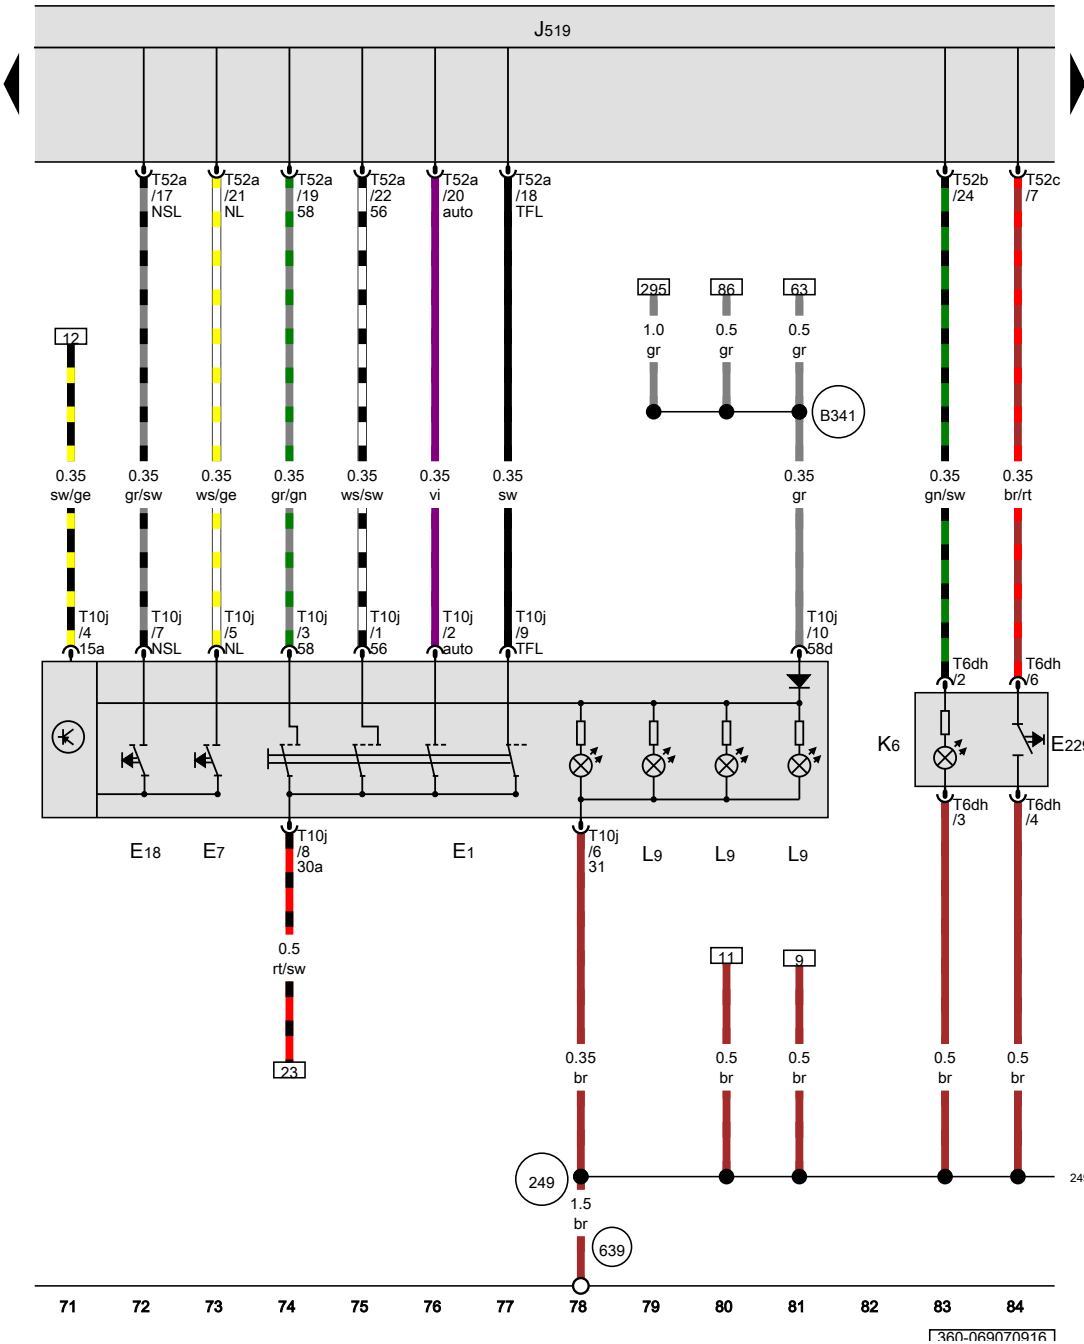 J519
T52a
/17
NSL
T52a
/21
NL
T52a
/19
58
T52a
/22
56
T52a
/20
auto
T52a
/18
TFL
T52b
/24
T52c
/7
295
86
63
12
1.0
gr
0.5
gr
0.5
gr
B341
0.35
sw/ge
0.35
gr/sw
0.35
ws/ge
0.35
gr/gn
0.35
ws/sw
0.35
vi
0.35
sw
0.35
gr
0.35
gn/sw
0.35
br/rt
T10j
/4
15a
T10j
/7
NSL
T10j
/5
NL
T10j
/3
58
T10j
/1
56
T10j
/2
auto
T10j
/9
TFL
T10j
/10
58d
T6dh
/2
T6dh
/6
K6
E229
T6dh
/3
T6dh
/4
T10j
/8
30a
T10j
/6
31
E18
E7
E1
L9
L9
L9
0.5
rt/sw
11
9
23
0.35
br
0.5
br
0.5
br
0.5
br
0.5
br
249
249
1.5
br
639
71 72 73 74 75 76 77 78 79 80 81 82 83 84
360-069070916